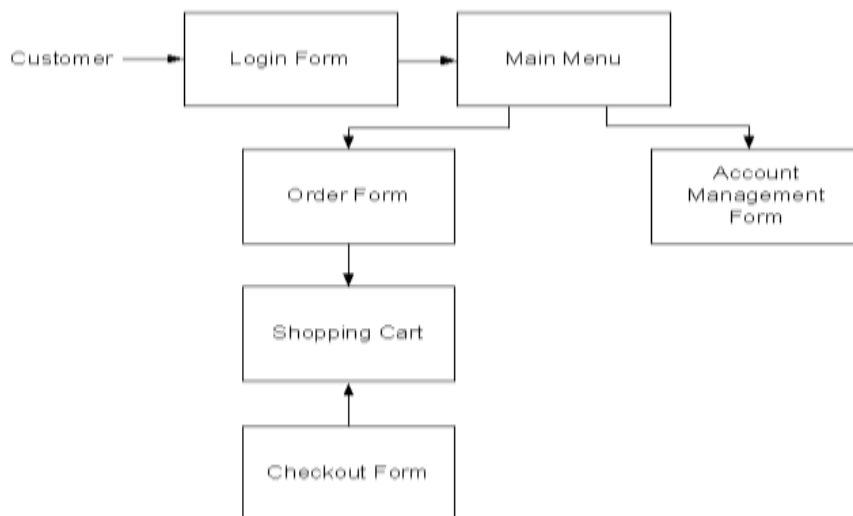 Customer
Login Form
Main Menu
Order Form
Account
Management
Form
Shopping Cart
Checkout Form